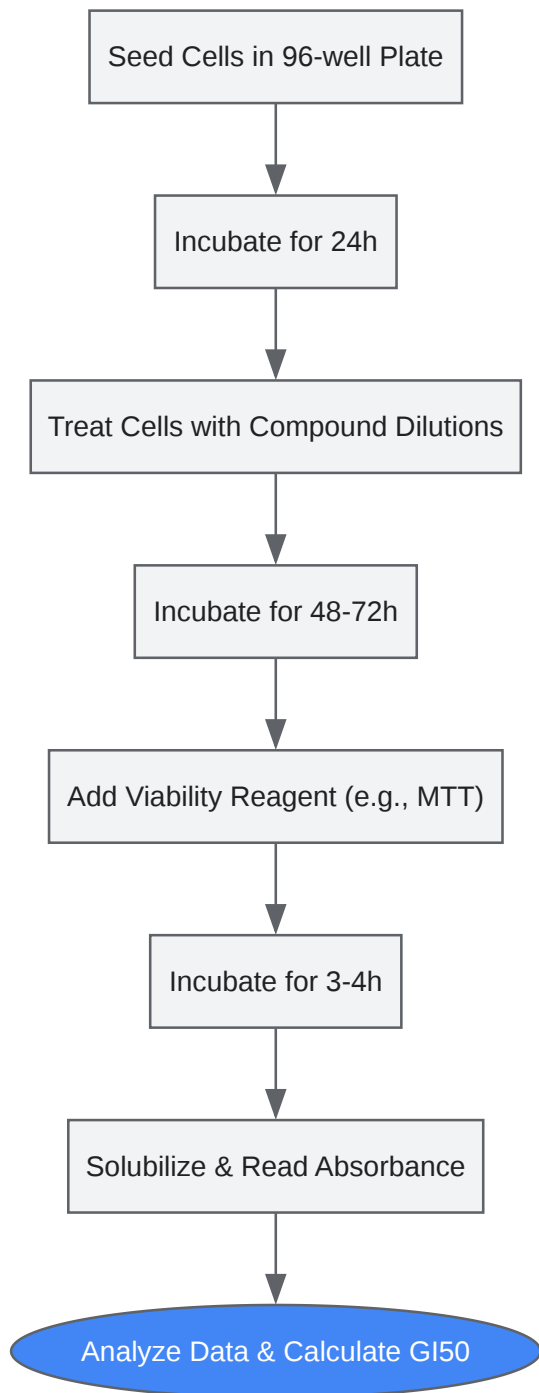 Seed Cells in 96-well Plate
Incubate for 24h
Treat Cells with Compound Dilutions
Incubate for 48-72h
Add Viability Reagent (e.g., MTT)
Incubate for 3-4h
Solubilize & Read Absorbance
Analyze Data & Calculate GI50